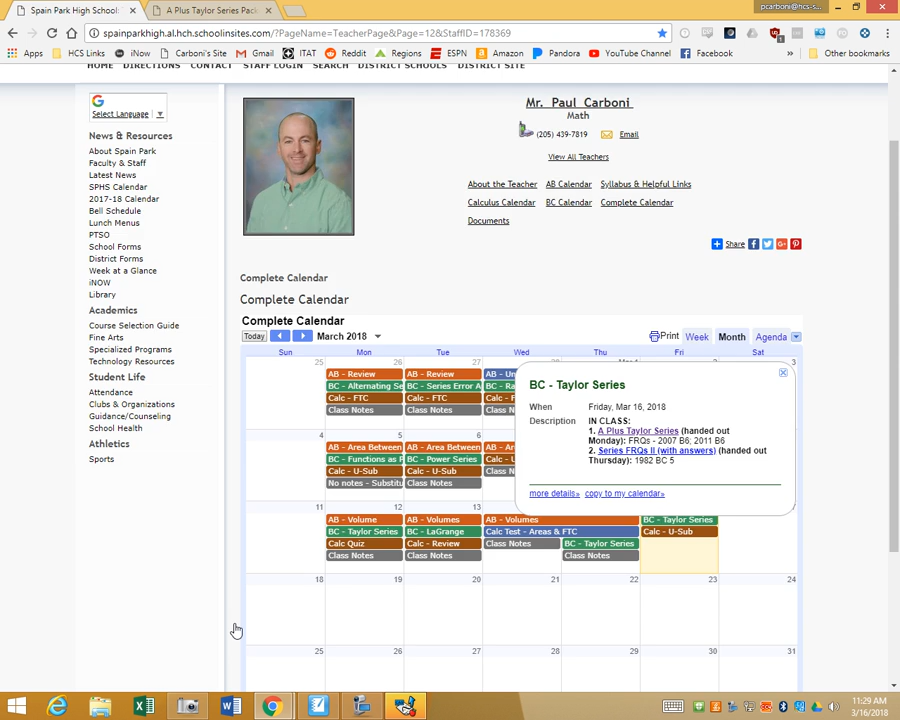 Spain Park High School:
A Plus Taylor Series Pack
pcarboni@hcs-s...
spainparkhigh.al.hch.schoolinsites.com/?PageName=TeacherPage&Page=12&StaffID=178369
Apps
HCS Links
iNow
Carboni's Site
Gmail
ITAT
Reddit
Regions
ESPN
Amazon
Pandora
YouTube Channel
Facebook
»
Other bookmarks
HOME DIRECTIONS CONTACT STAFF LOGIN SEARCH DISTRICT SCHOOLS DISTRICT SITE
Select Language ▼
News & Resources
About Spain Park
Faculty & Staff
Latest News
SPHS Calendar
2017-18 Calendar
Bell Schedule
Lunch Menus
PTSO
School Forms
District Forms
Week at a Glance
iNOW
Library
Academics
Course Selection Guide
Fine Arts
Specialized Programs
Technology Resources
Student Life
Attendance
Clubs & Organizations
Guidance/Counseling
School Health
Athletics
Sports
Mr. Paul Carboni
Math
(205) 439-7819 Email
View All Teachers
About the Teacher AB Calendar Syllabus & Helpful Links
Calculus Calendar BC Calendar Complete Calendar
Documents
Share
Complete Calendar
Complete Calendar
Complete Calendar
Today March 2018 Print Week Month Agenda
Sun Mon Tue Wed Thu Fri Sat
25 26 27 3
AB - Review AB - Review AB - Un
BC - Alternating Se BC - Series Error A BC - Ra
Calc - FTC Calc - FTC Calc - F
Class Notes Class Notes Class N
BC - Taylor Series
When Friday, Mar 16, 2018
Description IN CLASS:
1. A Plus Taylor Series (handed out
Monday): FRQs - 2007 B6; 2011 B6
2. Series FRQs II (with answers) (handed out
Thursday): 1982 BC 5
more details» copy to my calendar»
4 5 6
AB - Area Between AB - Area Between AB - Ar
BC - Functions as P BC - Power Series
Calc - U-Sub Calc - U-Sub Calc - U
No notes - Substitu Class Notes Class N
11 12 13
AB - Volume AB - Volumes AB - Volumes BC - Taylor Series
BC - Taylor Series BC - LaGrange Calc Test - Areas & FTC Calc - U-Sub
Calc Quiz Calc - Review Class Notes BC - Taylor Series
Class Notes Class Notes Class Notes
18 19 20 21 22 23 24
25 26 27 28 29 30 31
11:29 AM
3/16/2018